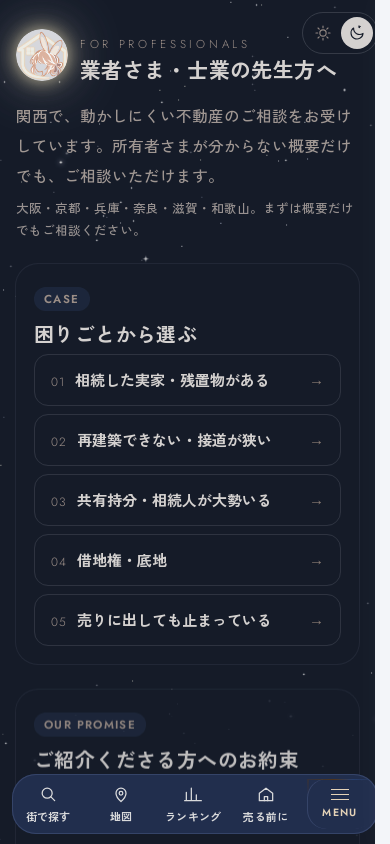 FOR PROFESSIONALS
業者さま・士業の先生方へ
関西で、動かしにくい不動産のご相談をお受け
しています。所有者さまが分からない概要だけ
でも、ご相談いただけます。
大阪・京都・兵庫・奈良・滋賀・和歌山。まずは概要だけ
でもご相談ください。
CASE
困りごとから選ぶ
01 相続した実家・残置物がある →
02 再建築できない・接道が狭い →
03 共有持分・相続人が大勢いる →
04 借地権・底地 →
05 売りに出しても止まっている →
OUR PROMISE
ご紹介くださる方へのお約束
街で探す 地図 ランキング 売る前に MENU